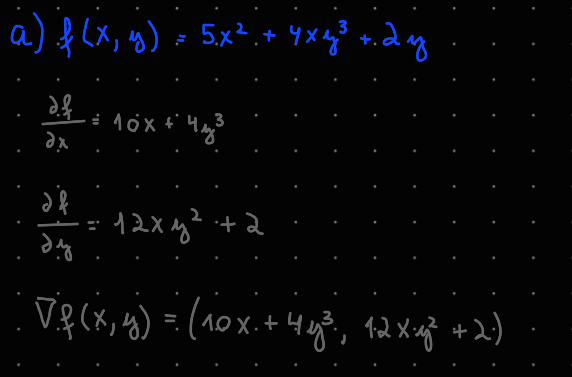 a) f(x, y) = 5x² + 4xy³ + 2y
∂f/∂x = 10x + 4y³
∂f/∂y = 12xy² + 2
∇f(x, y) = (10x + 4y³, 12xy² + 2)